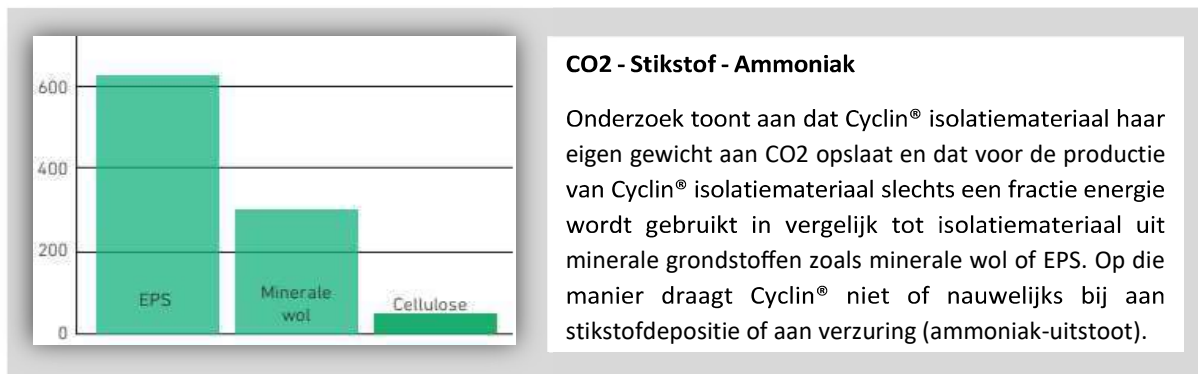 600
400
200
0
EPS
Minerale
wol
Cellulose
CO2 - Stikstof - Ammoniak
Onderzoek toont aan dat Cyclin® isolatiemateriaal haar
eigen gewicht aan CO2 opslaat en dat voor de productie
van Cyclin® isolatiemateriaal slechts een fractie energie
wordt gebruikt in vergelijk tot isolatiemateriaal uit
minerale grondstoffen zoals minerale wol of EPS. Op die
manier draagt Cyclin® niet of nauwelijks bij aan
stikstofdepositie of aan verzuring (ammoniak-uitstoot).